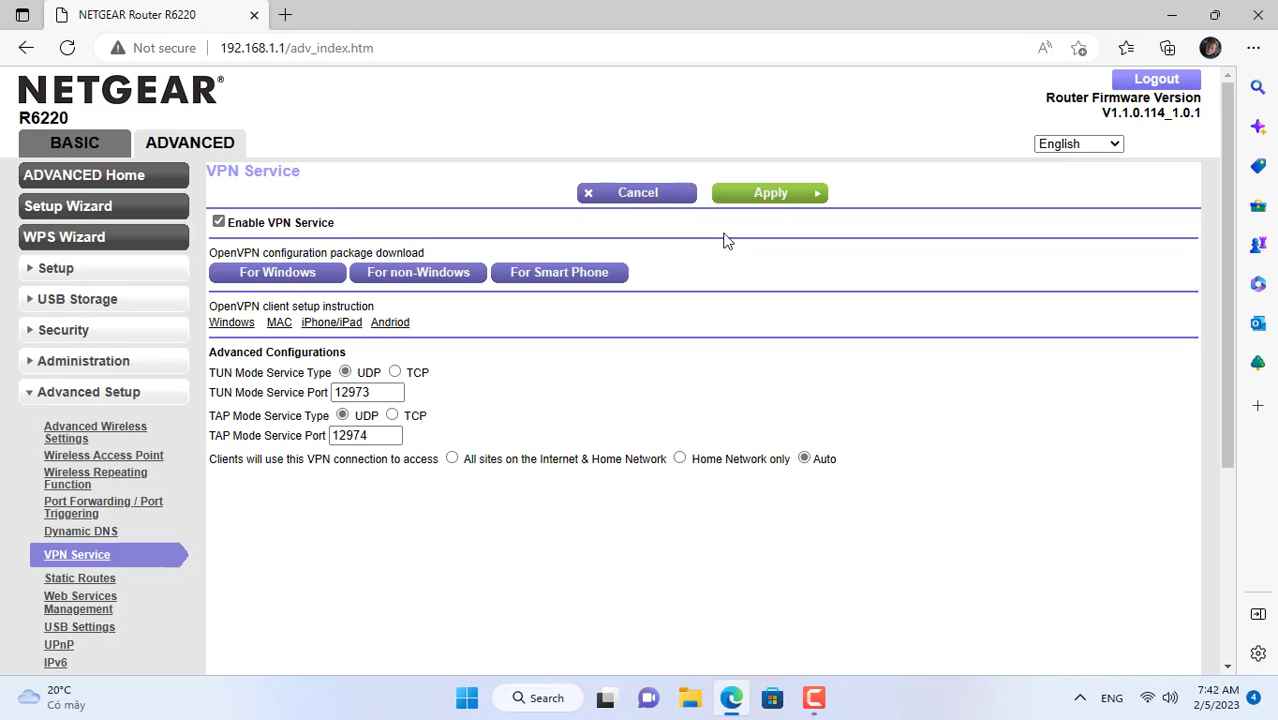 NETGEAR Router R6220
Not secure 192.168.1.1/adv_index.htm
NETGEAR®
R6220
Logout
Router Firmware Version
V1.1.0.114_1.0.1
BASIC
ADVANCED
English
ADVANCED Home
Setup Wizard
WPS Wizard
Setup
USB Storage
Security
Administration
Advanced Setup
Advanced Wireless
Settings
Wireless Access Point
Wireless Repeating
Function
Port Forwarding / Port
Triggering
Dynamic DNS
VPN Service
Static Routes
Web Services
Management
USB Settings
UPnP
IPv6
VPN Service
Cancel
Apply
Enable VPN Service
OpenVPN configuration package download
For Windows
For non-Windows
For Smart Phone
OpenVPN client setup instruction
Windows MAC iPhone/iPad Andriod
Advanced Configurations
TUN Mode Service Type UDP TCP
TUN Mode Service Port 12973
TAP Mode Service Type UDP TCP
TAP Mode Service Port 12974
Clients will use this VPN connection to access All sites on the Internet & Home Network Home Network only Auto
20°C
Có mây
Search
ENG
7:42 AM
2/5/2023
4